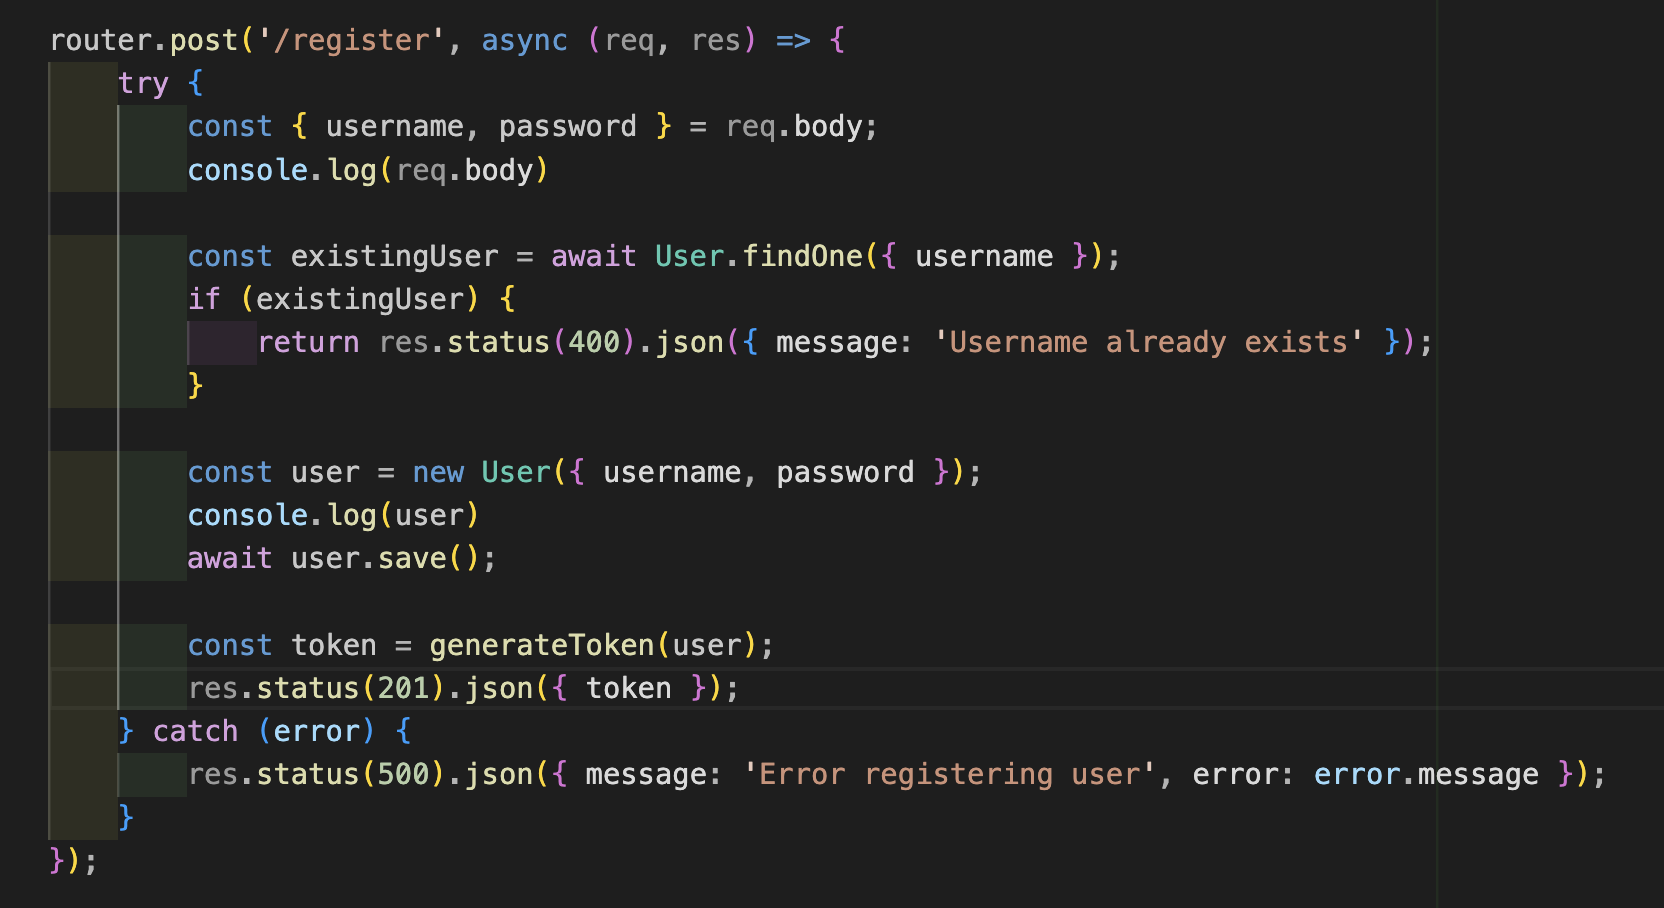 router.post('/register', async (req, res) => {
try {
const { username, password } = req.body;
console.log(req.body)
const existingUser = await User.findOne({ username });
if (existingUser) {
return res.status(400).json({ message: 'Username already exists' });
}
const user = new User({ username, password });
console.log(user)
await user.save();
const token = generateToken(user);
res.status(201).json({ token });
} catch (error) {
res.status(500).json({ message: 'Error registering user', error: error.message });
}
});